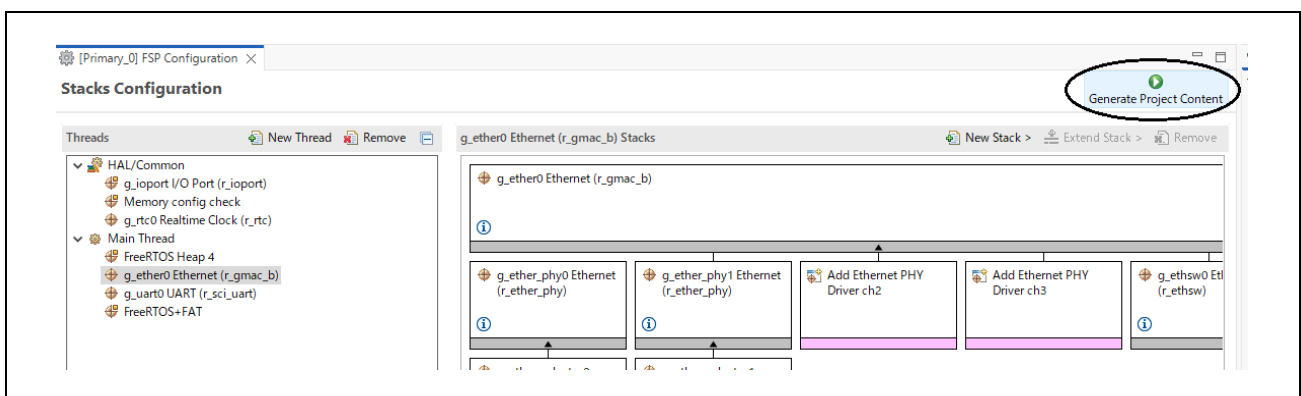 [Primary_0] FSP Configuration
Stacks Configuration
Generate Project Content
Threads
New Thread
Remove
g_ether0 Ethernet (r_gmac_b) Stacks
New Stack >
Extend Stack >
Remove
HAL/Common
g_ioport I/O Port (r_ioport)
Memory config check
g_rtc0 Realtime Clock (r_rtc)
Main Thread
FreeRTOS Heap 4
g_ether0 Ethernet (r_gmac_b)
g_uart0 UART (r_sci_uart)
FreeRTOS+FAT
g_ether0 Ethernet (r_gmac_b)
g_ether_phy0 Ethernet
(r_ether_phy)
g_ether_phy1 Ethernet
(r_ether_phy)
Add Ethernet PHY
Driver ch2
Add Ethernet PHY
Driver ch3
g_ethsw0
(r_ethsw)